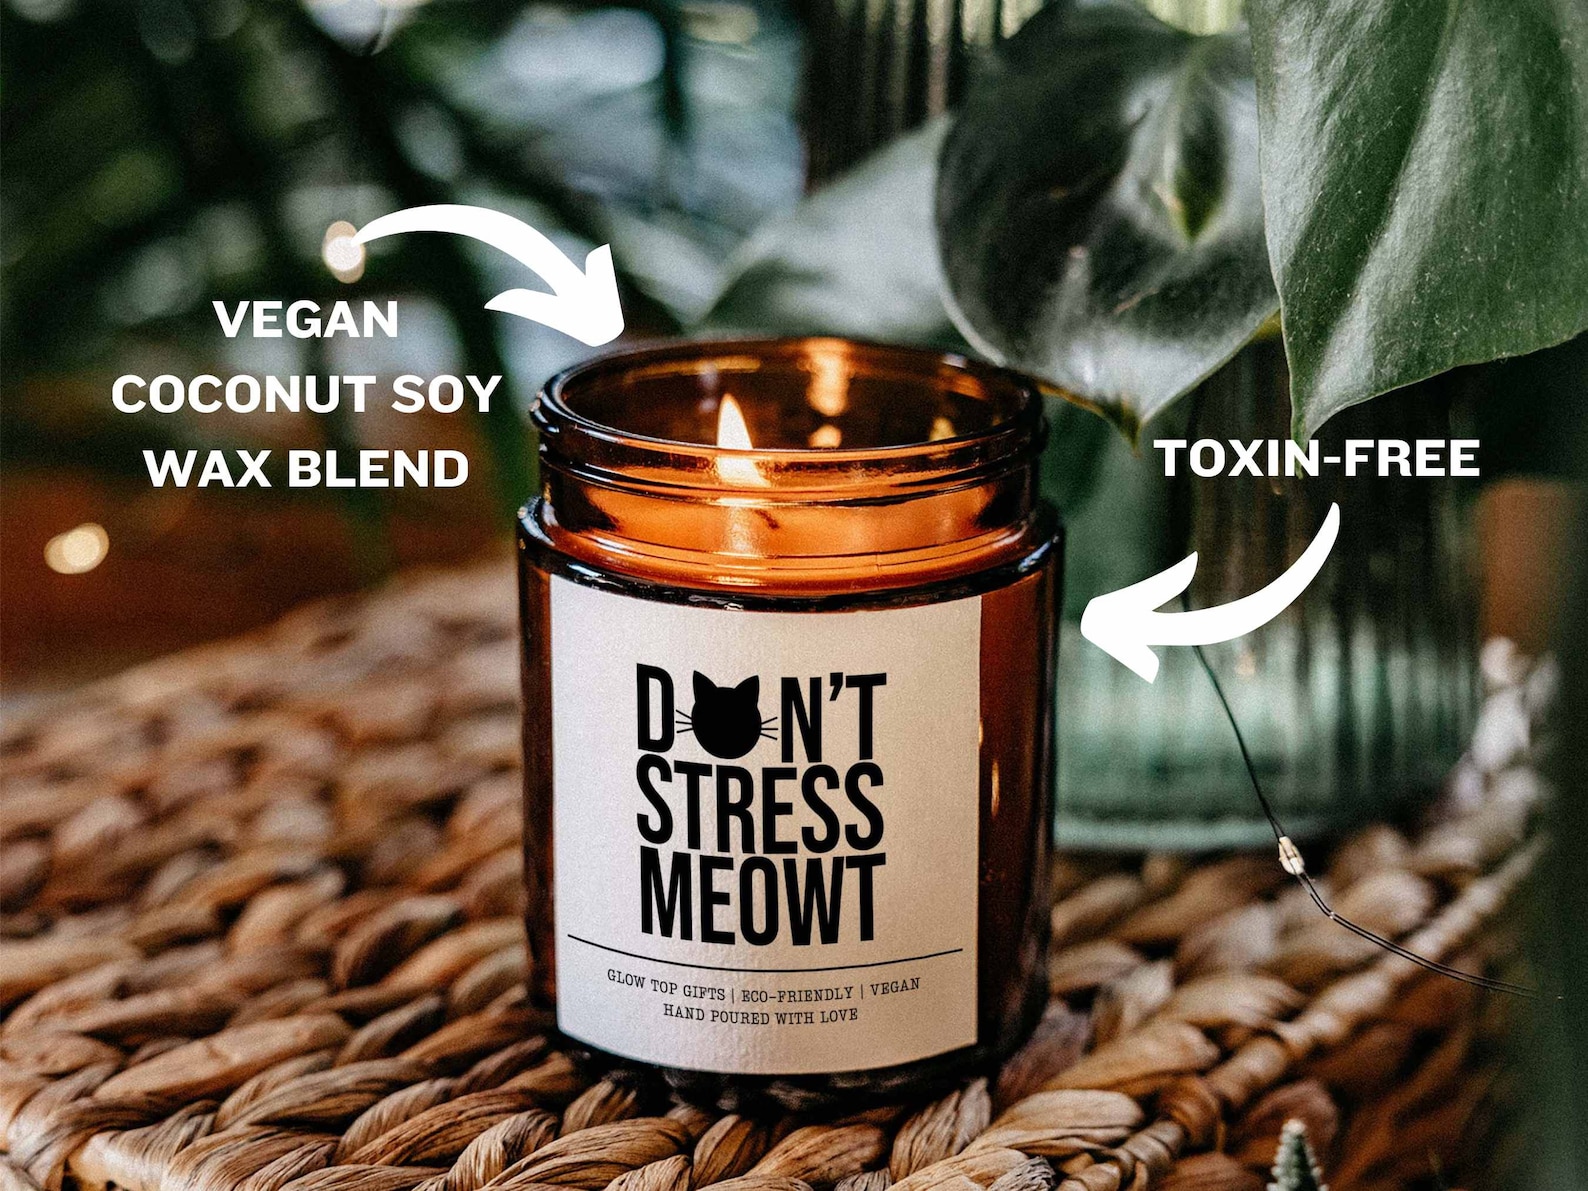 VEGAN
COCONUT SOY
WAX BLEND
TOXIN-FREE
D N'T
STRESS
MEOWT
GLOW TOP GIFTS | ECO-FRIENDLY | VEGAN
HAND POURED WITH LOVE